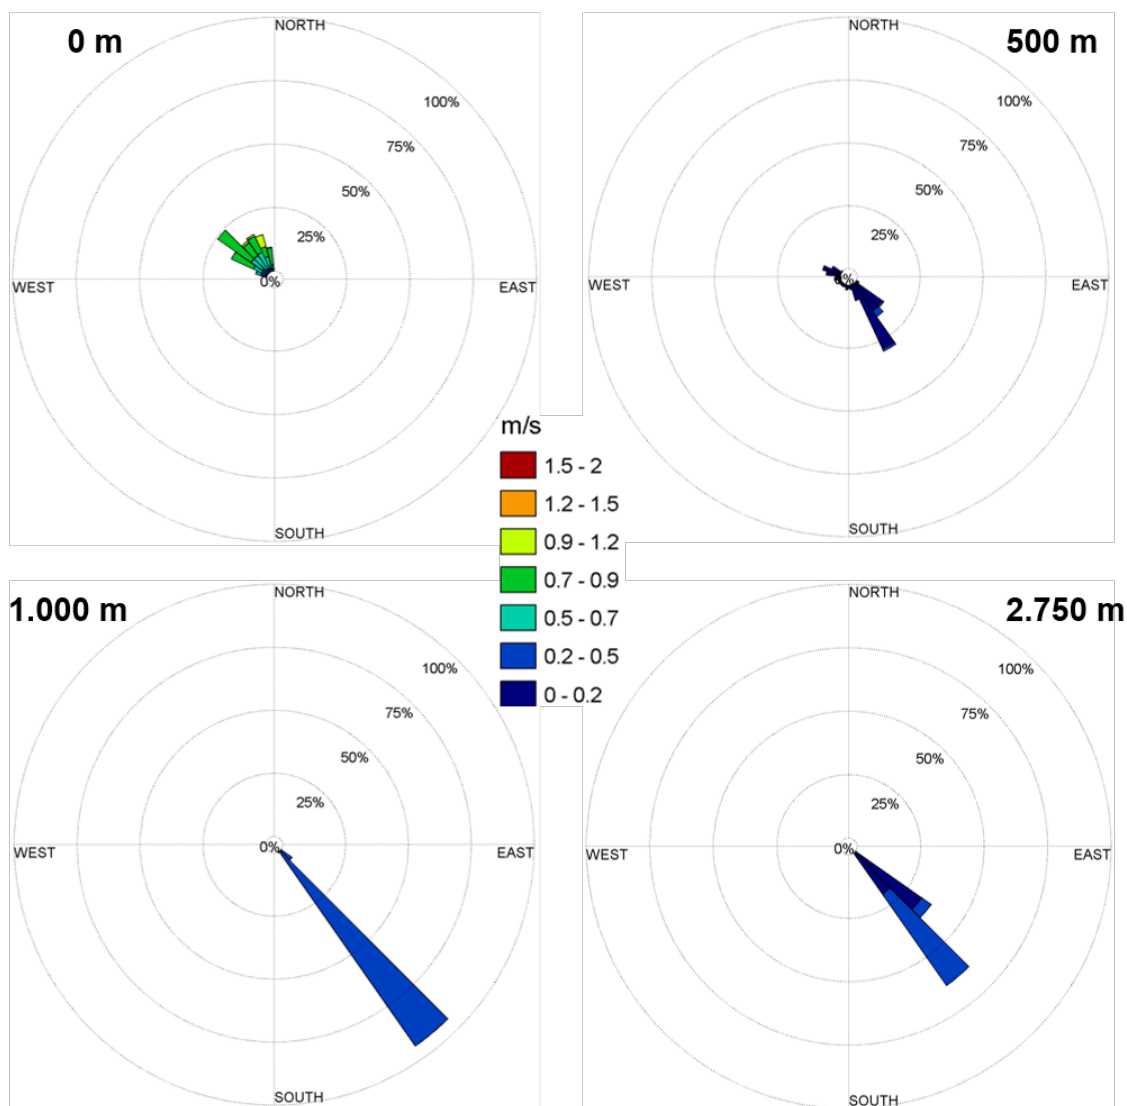 0 m
NORTH
100%
75%
50%
25%
0%
WEST
EAST
SOUTH
500 m
NORTH
100%
75%
50%
25%
WEST
EAST
SOUTH
m/s
1.5 - 2
1.2 - 1.5
0.9 - 1.2
0.7 - 0.9
0.5 - 0.7
0.2 - 0.5
0 - 0.2
1.000 m
NORTH
100%
75%
50%
25%
0%
WEST
EAST
SOUTH
2.750 m
NORTH
100%
75%
50%
25%
0%
WEST
EAST
SOUTH